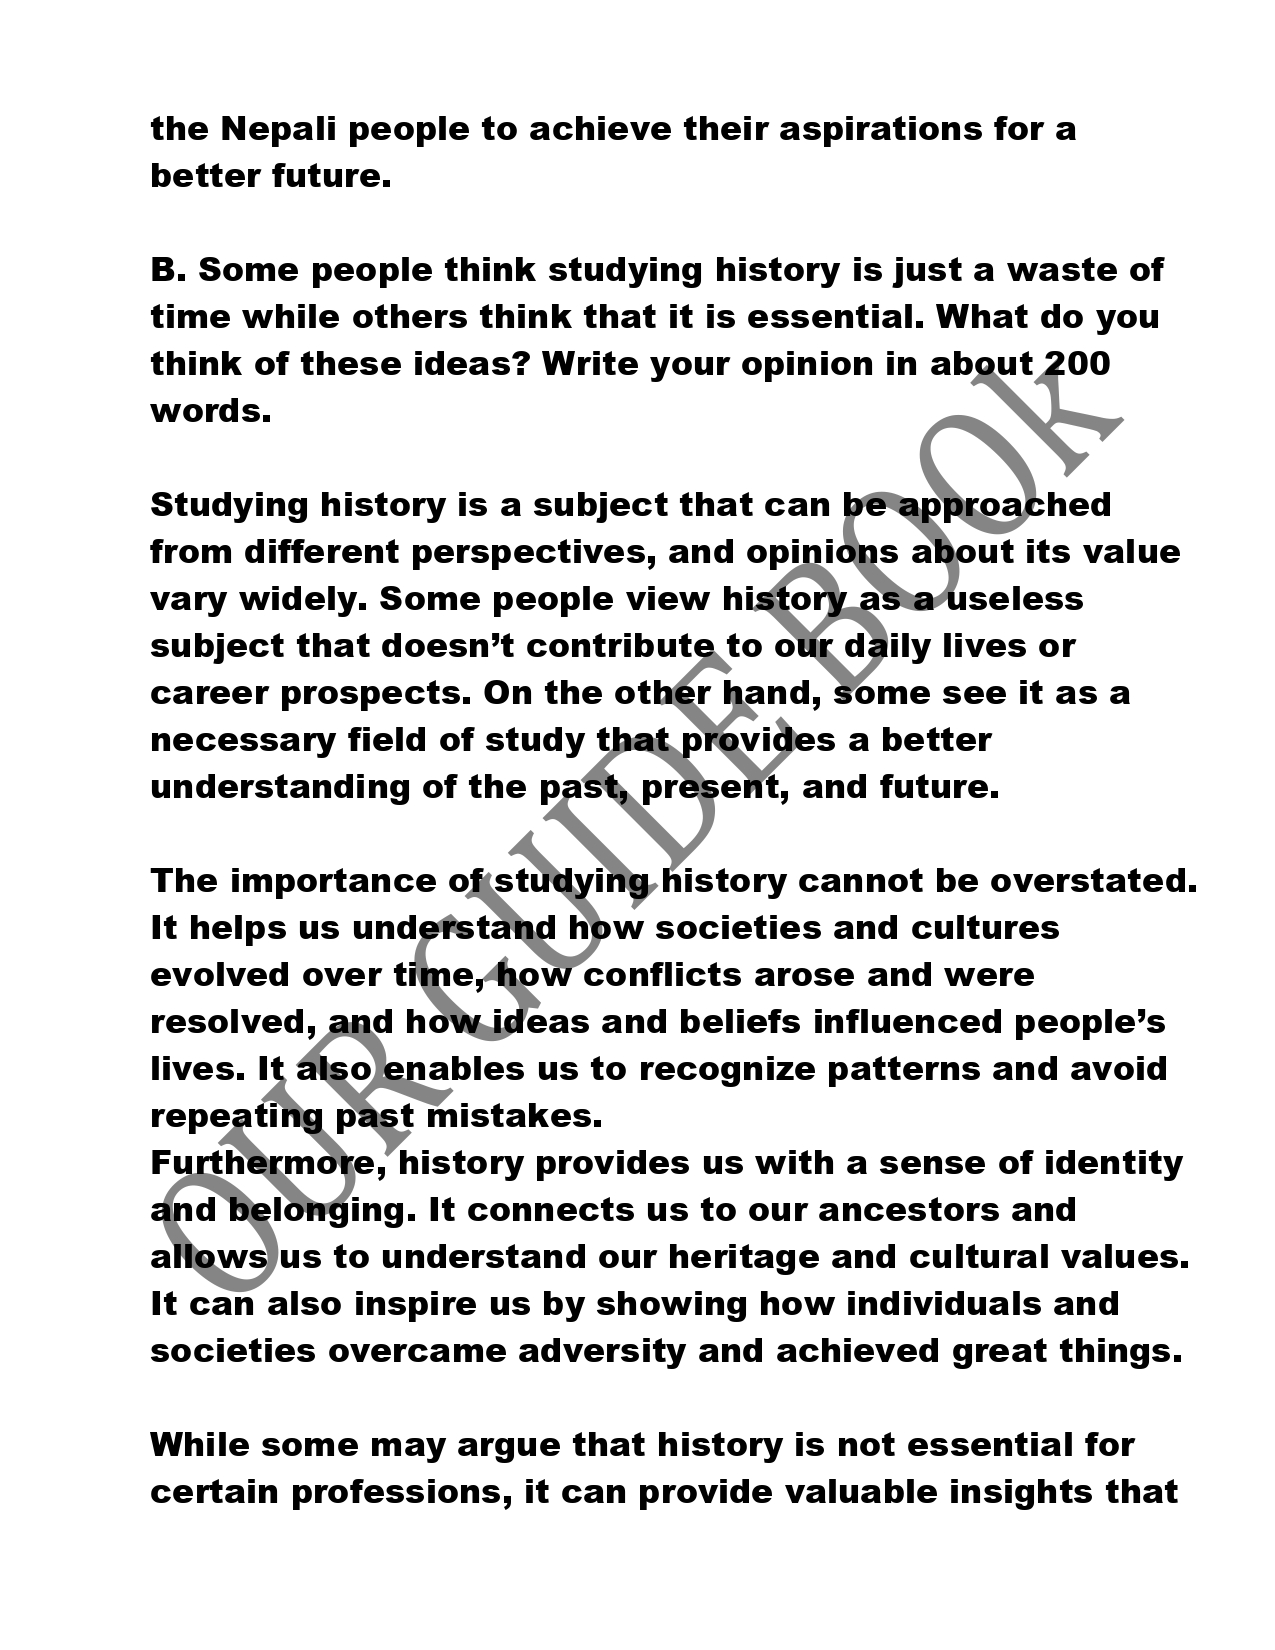 the Nepali people to achieve their aspirations for a
better future.
B. Some people think studying history is just a waste of
time while others think that it is essential. What do you
think of these ideas? Write your opinion in about 200
words.
Studying history is a subject that can be approached
from different perspectives, and opinions about its value
vary widely. Some people view history as a useless
subject that doesn’t contribute to our daily lives or
career prospects. On the other hand, some see it as a
necessary field of study that provides a better
understanding of the past, present, and future.
The importance of studying history cannot be overstated.
It helps us understand how societies and cultures
evolved over time, how conflicts arose and were
resolved, and how ideas and beliefs influenced people’s
lives. It also enables us to recognize patterns and avoid
repeating past mistakes.
Furthermore, history provides us with a sense of identity
and belonging. It connects us to our ancestors and
allows us to understand our heritage and cultural values.
It can also inspire us by showing how individuals and
societies overcame adversity and achieved great things.
While some may argue that history is not essential for
certain professions, it can provide valuable insights that
OUR GUIDE BOOk